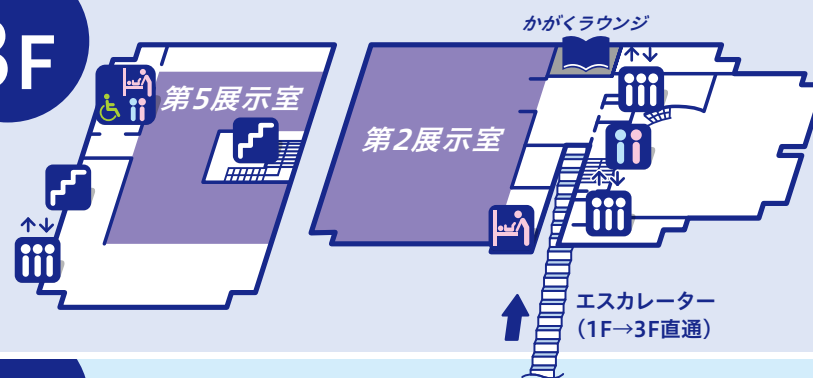 3F
かがくラウンジ
第5展示室
第2展示室
エスカレーター
（1F→3F直通）